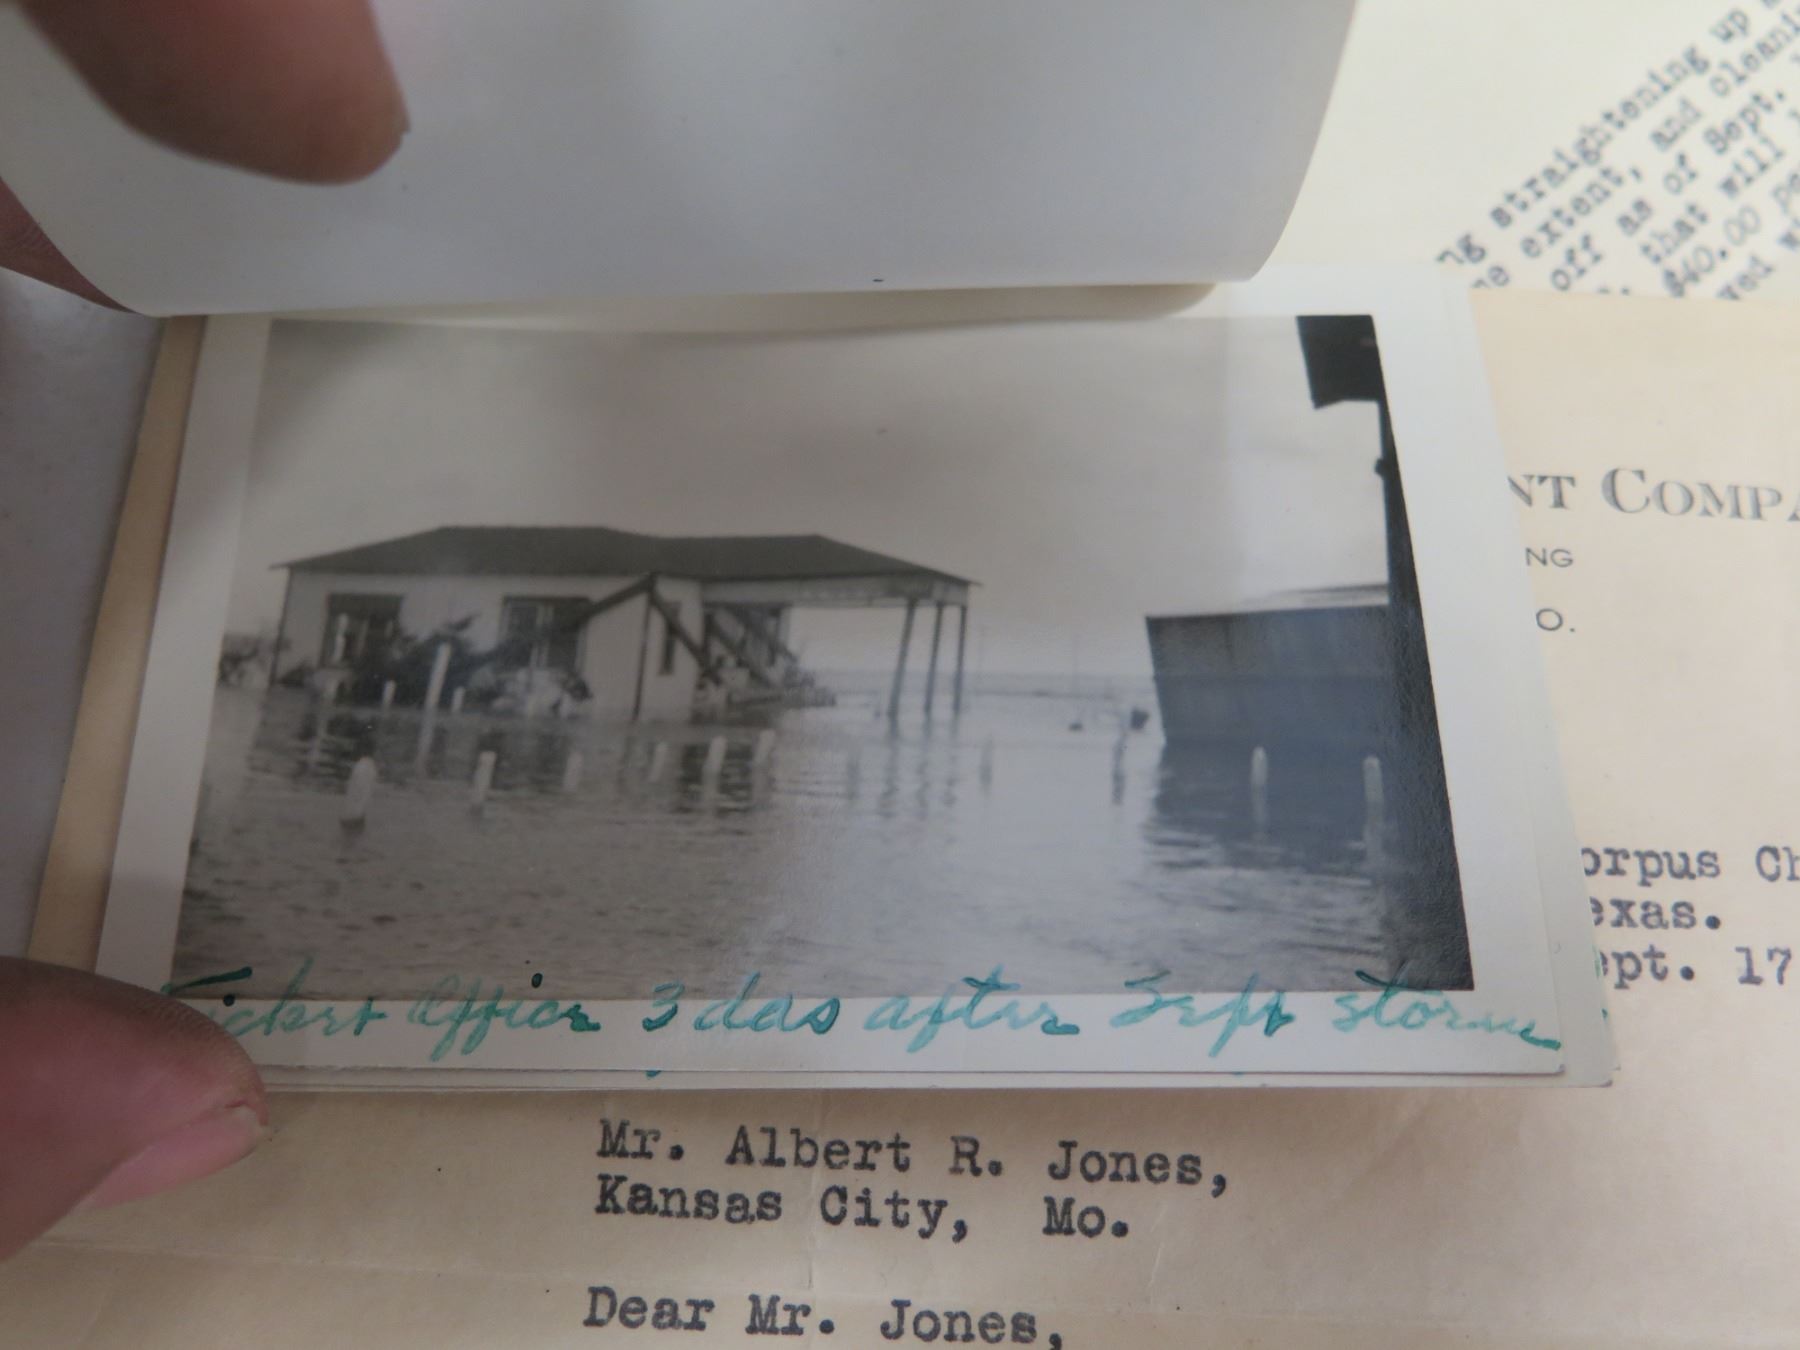 straightening up
extent, and
off as of Sept.
that will
$40.00
NT COMPA
NG
O.
orpus Ch
exas.
ept. 17
Ticket Office 3 das after Sept storm
Mr. Albert R. Jones,
Kansas City, Mo.
Dear Mr. Jones,